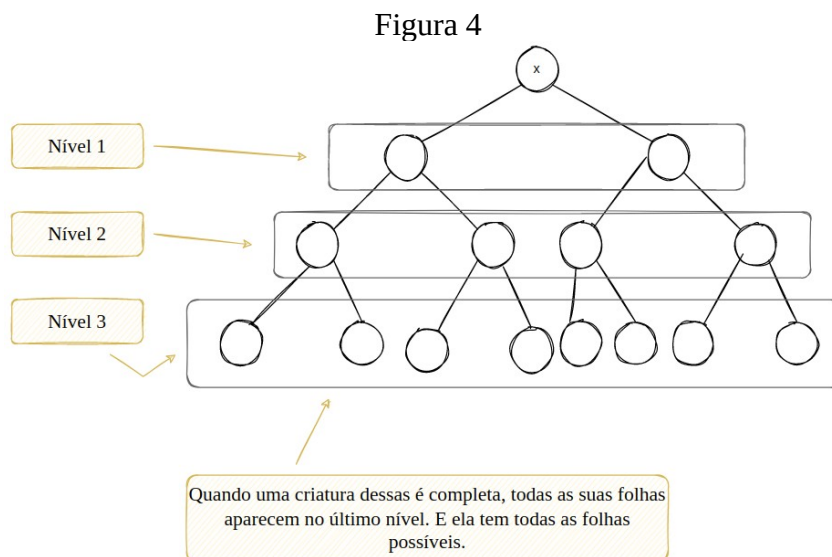 Figura 4
x
Nível 1
Nível 2
Nível 3
Quando uma criatura dessas é completa, todas as suas folhas
aparecem no último nível. E ela tem todas as folhas
possíveis.